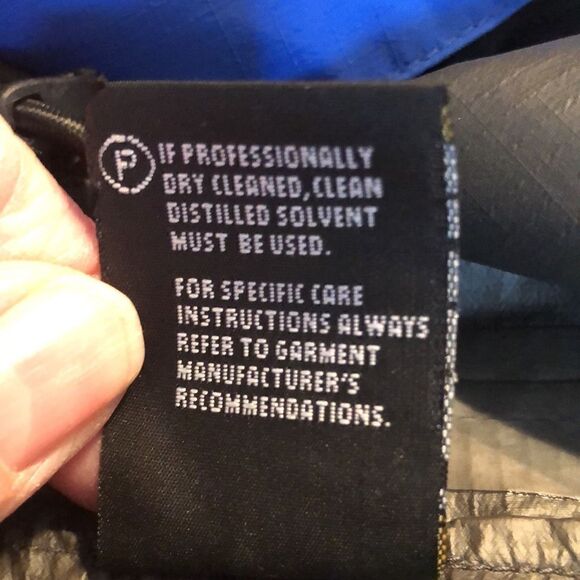 P IF PROFESSIONALLY
DRY CLEANED, CLEAN
DISTILLED SOLVENT
MUST BE USED.
FOR SPECIFIC CARE
INSTRUCTIONS ALWAYS
REFER TO GARMENT
MANUFACTURER'S
RECOMMENDATIONS.